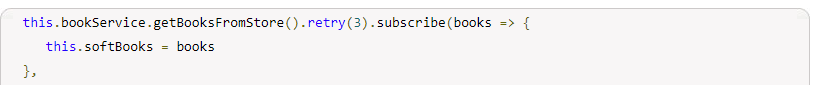 this.bookService.getBooksFromStore().retry(3).subscribe(books => {
this.softBooks = books
},